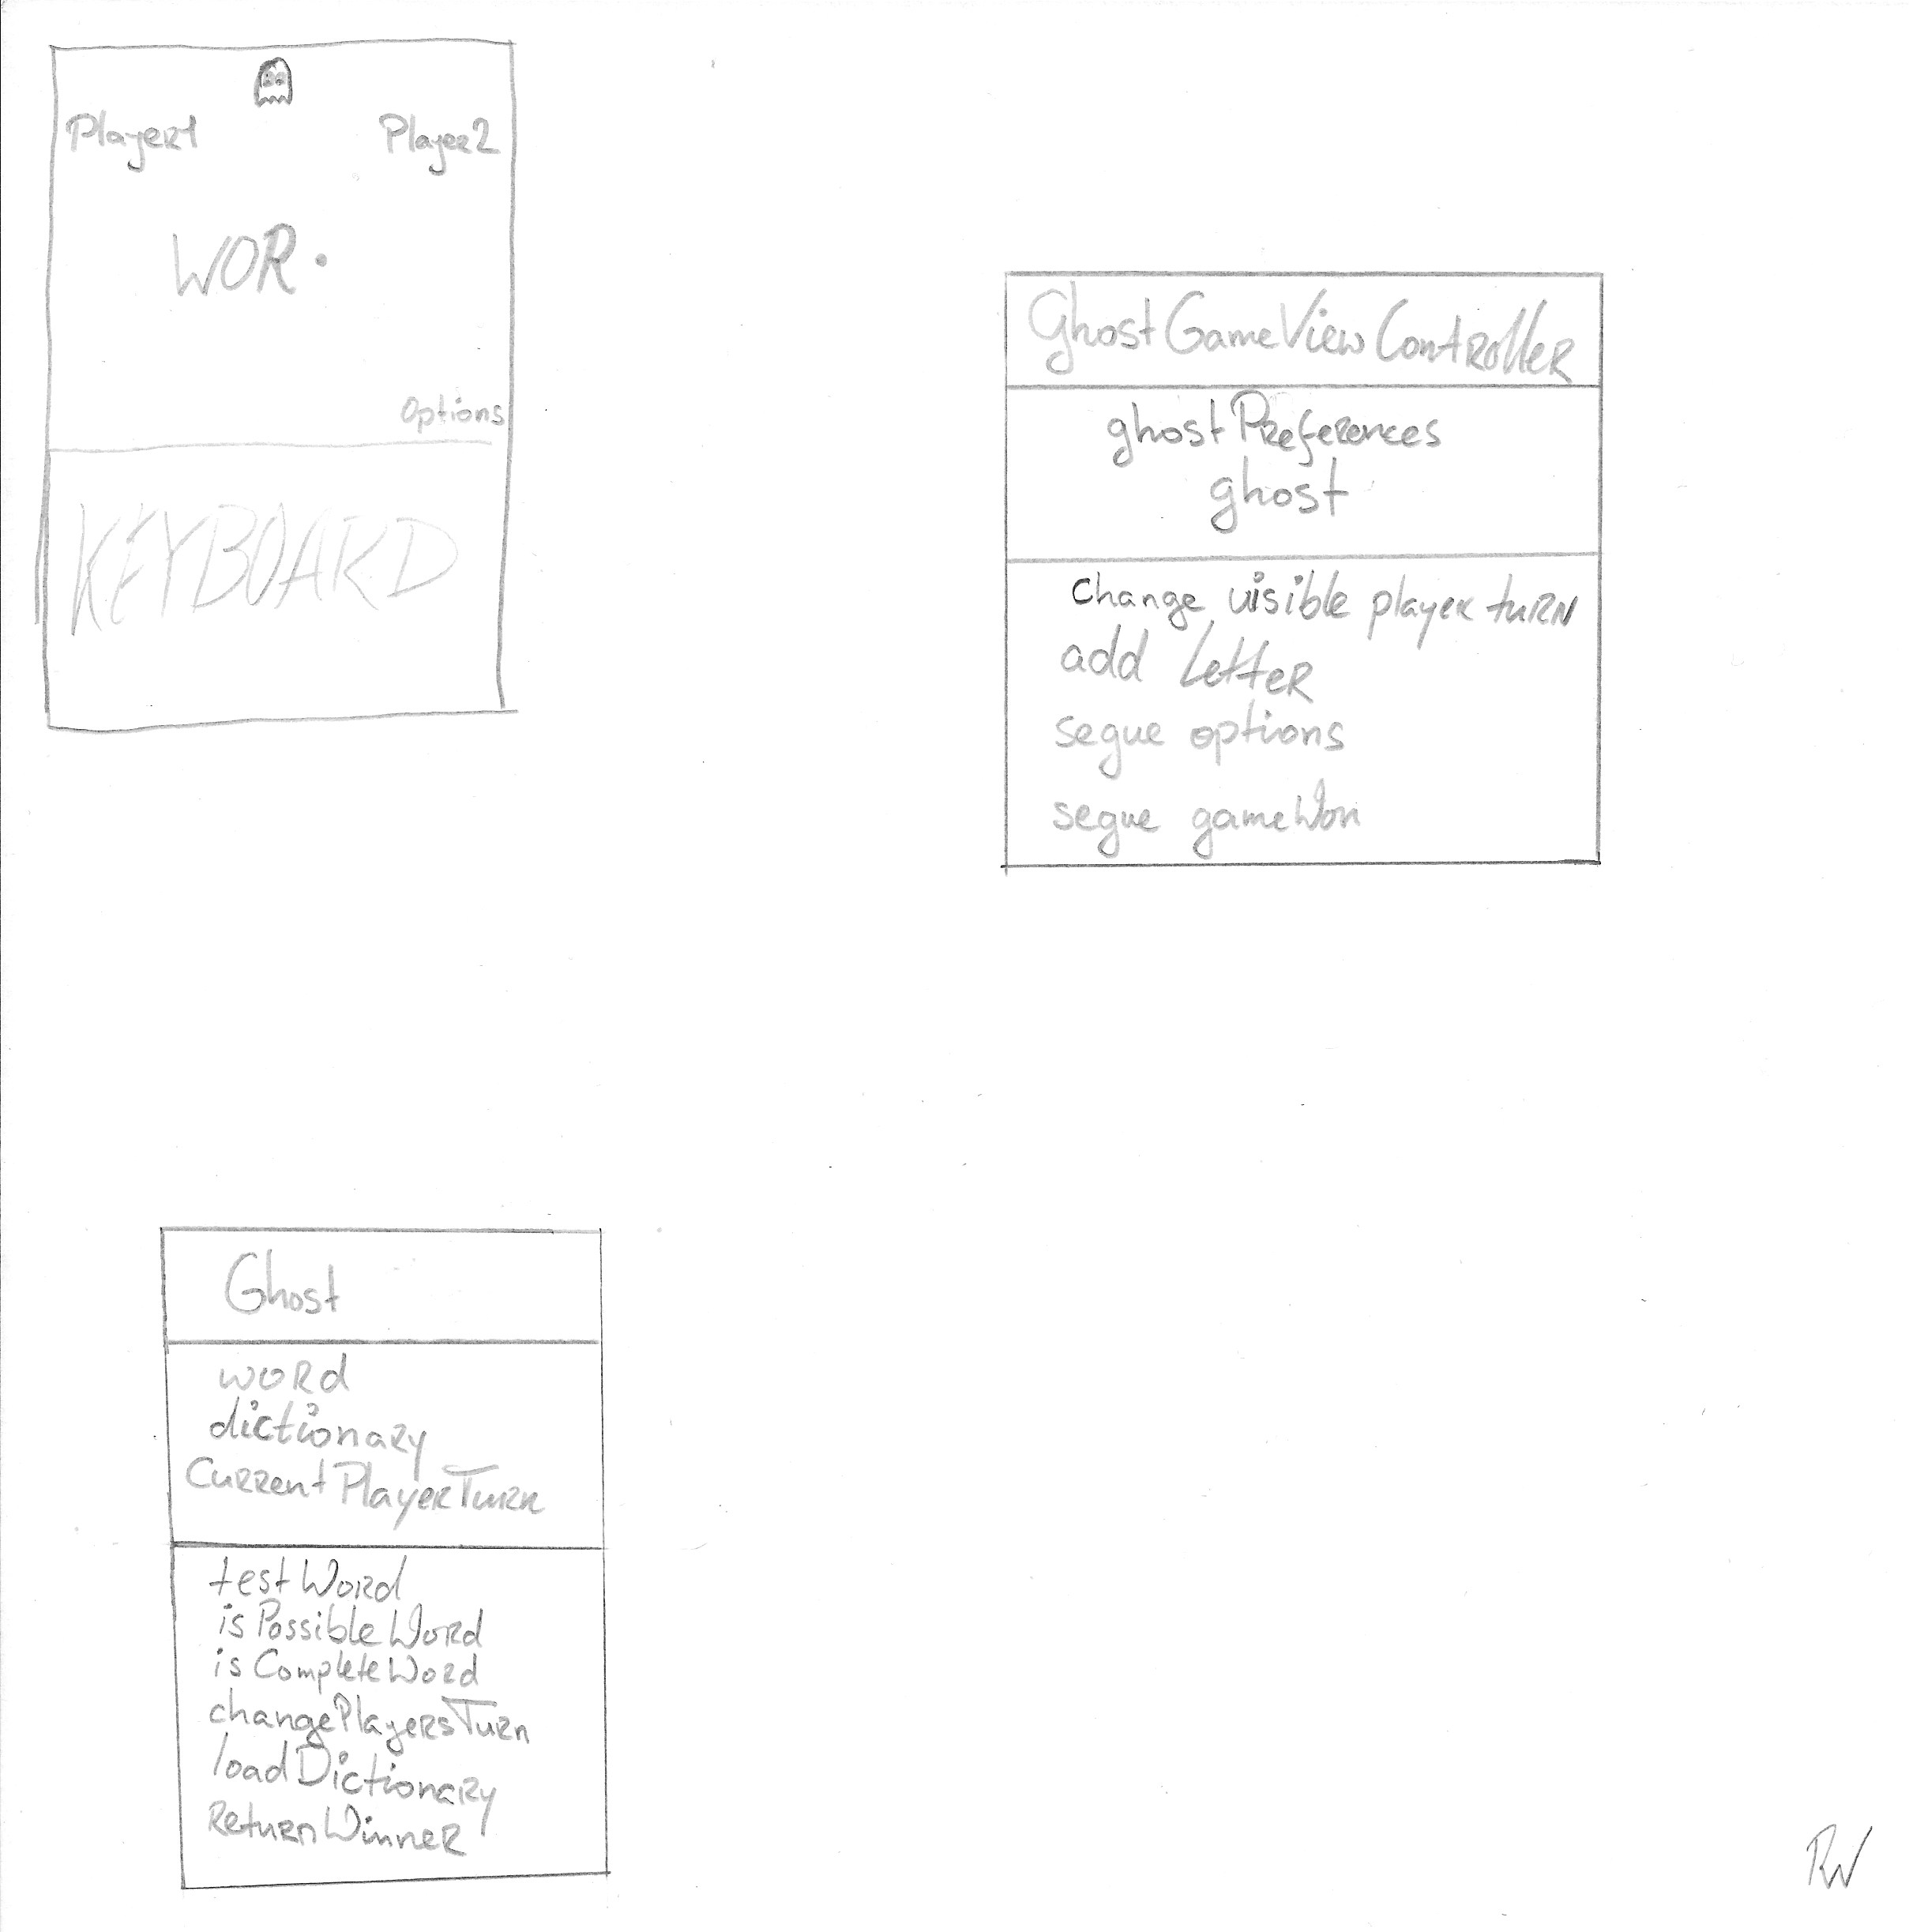 Player1 Player2
WOR.
Options
KEYBOARD
GhostGameViewController
ghostPreferences
ghost
change visible player turn
add letter
segue options
segue gameWon
Ghost
word
dictionary
CurrentPlayerTurn
testWord
isPossibleWord
isCompleteWord
changePlayersTurn
loadDictionary
ReturnWinner
RW